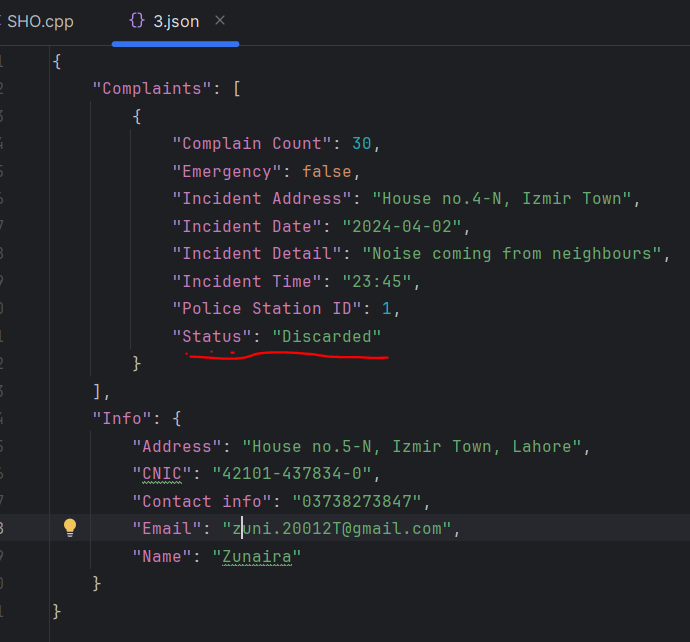 SHO.cpp {} 3.json ×
{
"Complaints": [
{
"Complain Count": 30,
"Emergency": false,
"Incident Address": "House no.4-N, Izmir Town",
"Incident Date": "2024-04-02",
"Incident Detail": "Noise coming from neighbours",
"Incident Time": "23:45",
"Police Station ID": 1,
"Status": "Discarded"
}
],
"Info": {
"Address": "House no.5-N, Izmir Town, Lahore",
"CNIC": "42101-437834-0",
"Contact info": "03738273847",
"Email": "zuni.20012T@gmail.com",
"Name": "Zunaira"
}
}